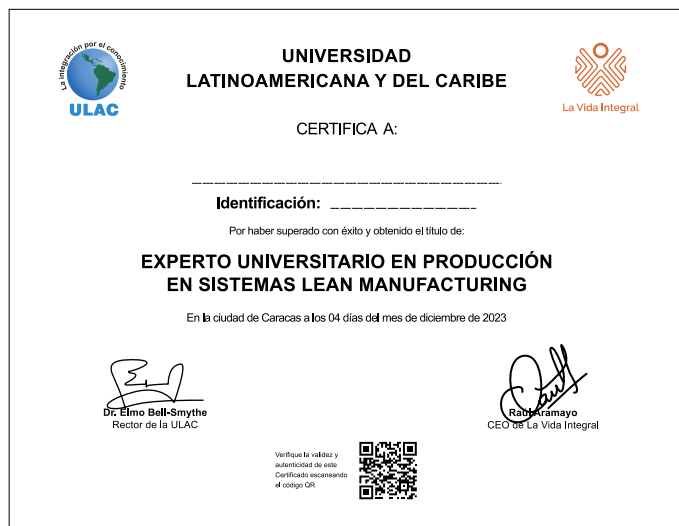 La integración por el conocimiento
ULAC
UNIVERSIDAD
LATINOAMERICANA Y DEL CARIBE
La Vida Integral
CERTIFICA A:
Identificación:
Por haber superado con éxito y obtenido el título de:
EXPERTO UNIVERSITARIO EN PRODUCCIÓN
EN SISTEMAS LEAN MANUFACTURING
En la ciudad de Caracas a los 04 días del mes de diciembre de 2023
Dr. Elmo Bell-Smythe
Rector de la ULAC
Raúl Aramayo
CEO de La Vida Integral
Verifique la validez y
autenticidad de este
Certificado escaneando
el código QR